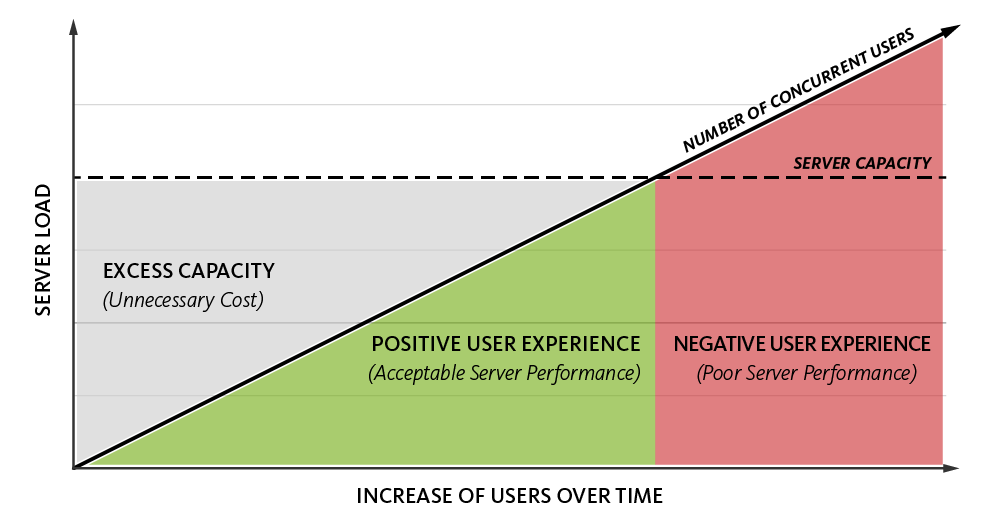 NUMBER OF CONCURRENT USERS
SERVER CAPACITY
SERVER LOAD
EXCESS CAPACITY
(Unnecessary Cost)
POSITIVE USER EXPERIENCE
(Acceptable Server Performance)
NEGATIVE USER EXPERIENCE
(Poor Server Performance)
INCREASE OF USERS OVER TIME